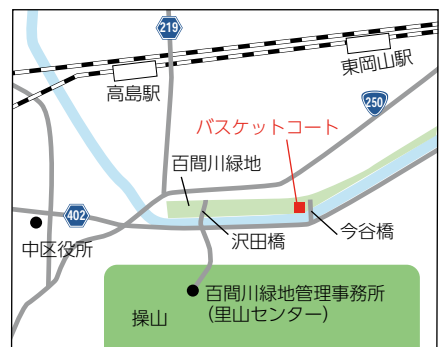 219
東岡山駅
高島駅
250
バスケットコート
百間川緑地
402
沢田橋
今谷橋
中区役所
百間川緑地管理事務所
（里山センター）
操山